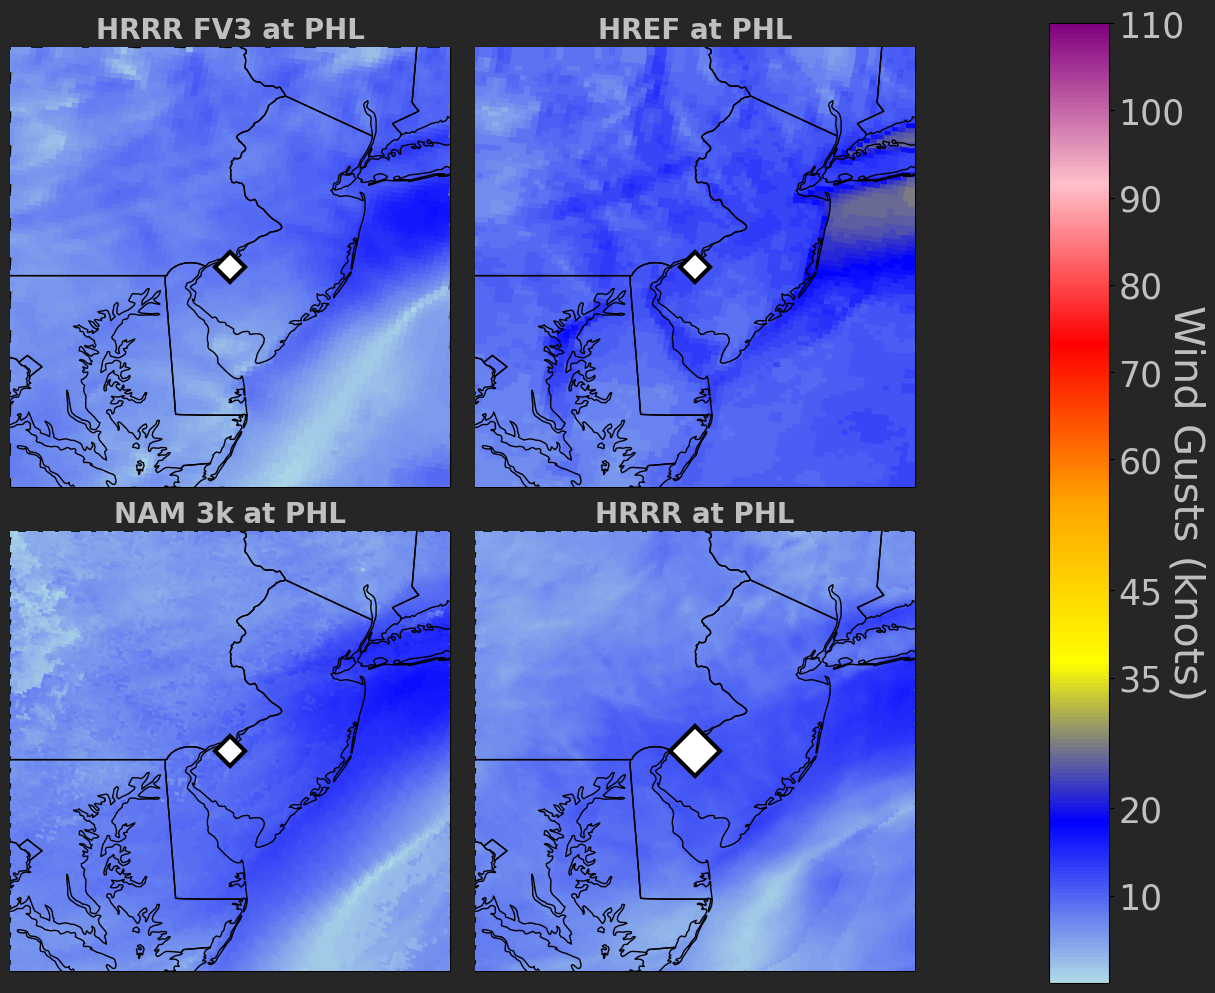 HRRR FV3 at PHL
HREF at PHL
NAM 3k at PHL
HRRR at PHL
110
100
90
80
70
60
45
35
20
10
Wind Gusts (knots)